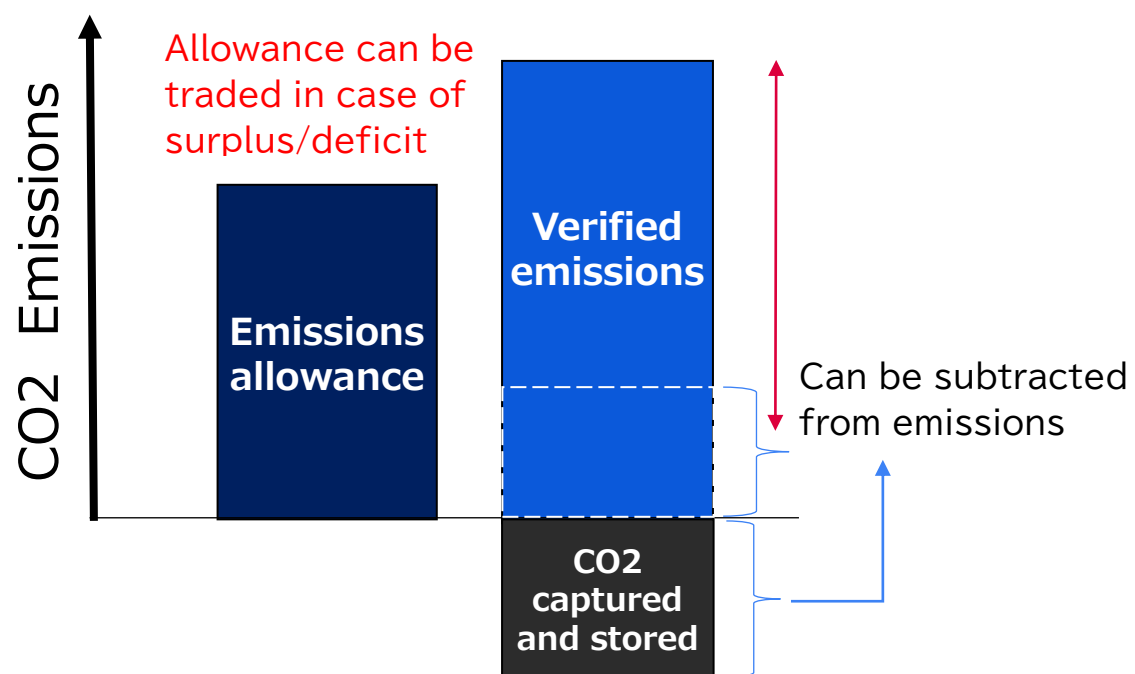 CO2 Emissions
Allowance can be
traded in case of
surplus/deficit
Emissions
allowance
Verified
emissions
Can be subtracted
from emissions
CO2
captured
and stored